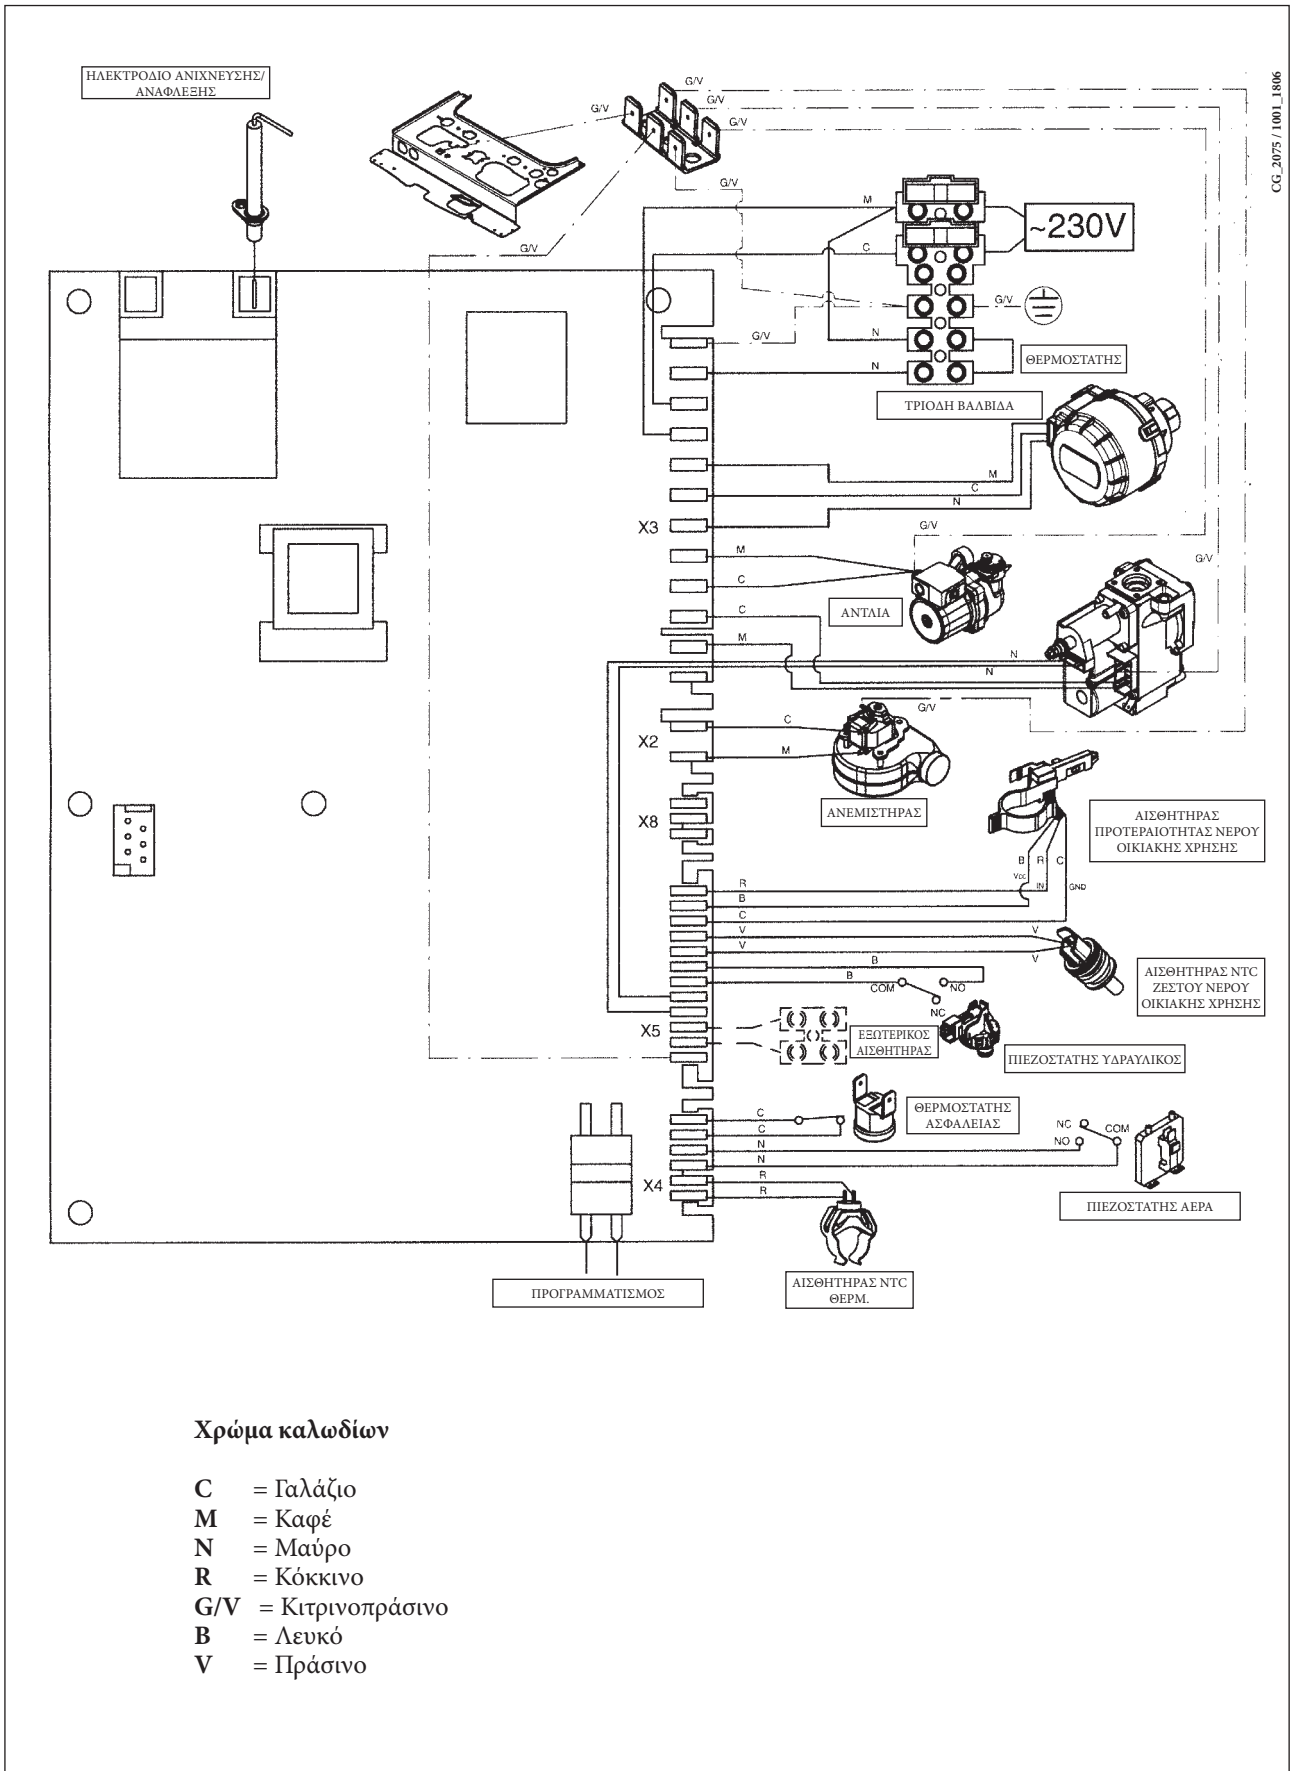 CG_2075 / 1001_1806
ΗΛΕΚΤΡΟΔΙΟ ΑΝΙΧΝΕΥΣΗΣ/
ΑΝΑΦΛΕΞΗΣ
G/V
G/V
G/V
G/V
G/V
G/V
M
C
~230V
G/V
G/V
N
N
ΘΕΡΜΟΣΤΑΤΗΣ
ΤΡΙΟΔΗ ΒΑΛΒΙΔΑ
M
C
N
X3
G/V
M
C
G/V
ΑΝΤΛΙΑ
C
M
N
N
G/V
X2
C
M
ΑΝΕΜΙΣΤΗΡΑΣ
X8
ΑΙΣΘΗΤΗΡΑΣ
ΠΡΟΤΕΡΑΙΟΤΗΤΑΣ ΝΕΡΟΥ
ΟΙΚΙΑΚΗΣ ΧΡΗΣΗΣ
B R C
VDC
IN
GND
R
B
C
V
V
V
V
ΑΙΣΘΗΤΗΡΑΣ NTC
ΖΕΣΤΟΥ ΝΕΡΟΥ
ΟΙΚΙΑΚΗΣ ΧΡΗΣΗΣ
B
B
COM
NO
NC
X5
ΕΞΩΤΕΡΙΚΟΣ
ΑΙΣΘΗΤΗΡΑΣ
ΠΙΕΖΟΣΤΑΤΗΣ ΥΔΡΑΥΛΙΚΟΣ
ΘΕΡΜΟΣΤΑΤΗΣ
ΑΣΦΑΛΕΙΑΣ
C
C
N
N
R
R
NC
NO
COM
X4
ΠΙΕΖΟΣΤΑΤΗΣ ΑΕΡΑ
ΠΡΟΓΡΑΜΜΑΤΙΣΜΟΣ
ΑΙΣΘΗΤΗΡΑΣ NTC
ΘΕΡΜ.
Χρώμα καλωδίων
C = Γαλάζιο
M = Καφέ
N = Μαύρο
R = Κόκκινο
G/V = Κιτρινοπράσινο
B = Λευκό
V = Πράσινο